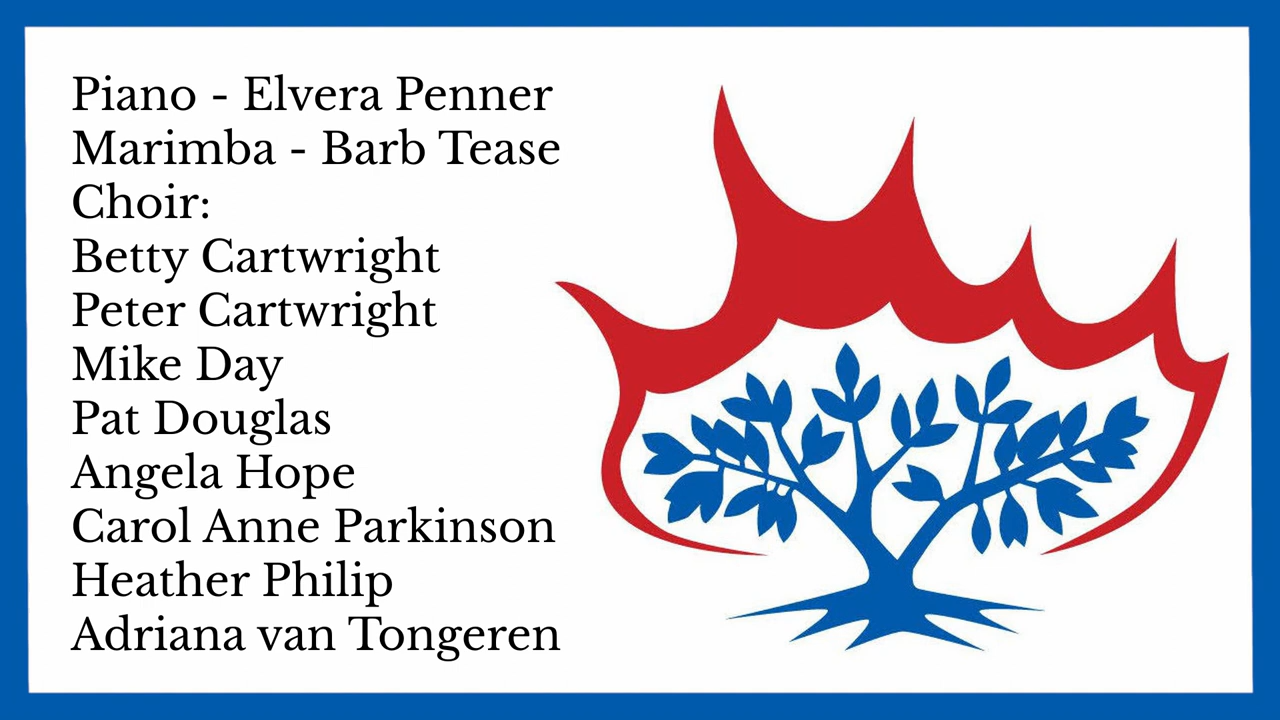 Piano - Elvera Penner
Marimba - Barb Tease
Choir:
Betty Cartwright
Peter Cartwright
Mike Day
Pat Douglas
Angela Hope
Carol Anne Parkinson
Heather Philip
Adriana van Tongeren